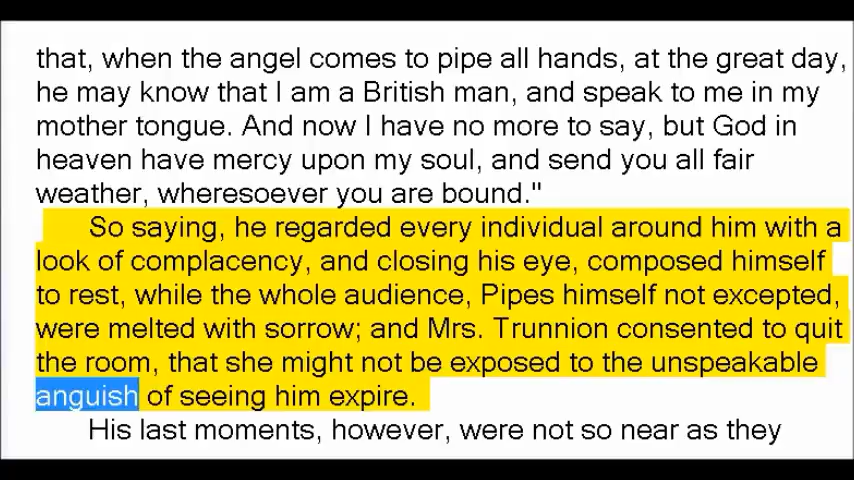 that, when the angel comes to pipe all hands, at the great day,
he may know that I am a British man, and speak to me in my
mother tongue. And now I have no more to say, but God in
heaven have mercy upon my soul, and send you all fair
weather, wheresoever you are bound."
So saying, he regarded every individual around him with a
look of complacency, and closing his eye, composed himself
to rest, while the whole audience, Pipes himself not excepted,
were melted with sorrow; and Mrs. Trunnion consented to quit
the room, that she might not be exposed to the unspeakable
anguish of seeing him expire.
His last moments, however, were not so near as they